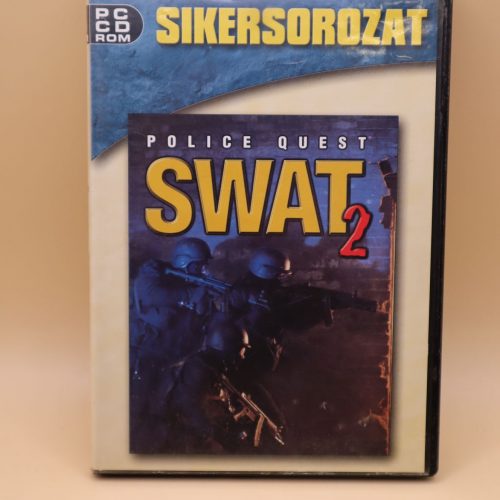 PC
CD
ROM
SIKERSOROZAT
POLICE QUEST
SWAT
2